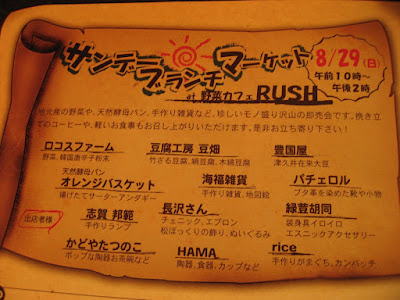 サンデー
ブランチ
マーケット
8/29(日)
午前10時～
午後2時
at 野菜カフェ RUSH
地元産の野菜や、天然酵母パン、手作り雑貨など、珍しいモノ盛り沢山の即売会です。挽き立
てのコーヒーや、軽いお食事もお召し上がりいただけます。是非お立ち寄り下さい!
ロコスファーム
野菜、韓国唐辛子粉末
豆腐工房 豆畑
竹ざる豆腐、絹豆腐、木綿豆腐
豊国屋
津久井在来大豆
天然酵母パン
オレンジバスケット
揚げたてサーターアンダギー
海福雑貨
手作り雑貨、地図絵
バチェロル
ブタ革を染めた靴や小物
出店者様
志賀 邦範
手作りランプ
長沢さん
チュニック、エプロン
松ぼっくりの飾り、ぬいぐるみ
緑萓胡同
装身具イロイロ
エスニックアクセサリー
かどやたつのこ
ポップな陶器お茶碗など
HAMA
陶器、食器、カップなど
rice
手作りがまぐち、カンバッチ